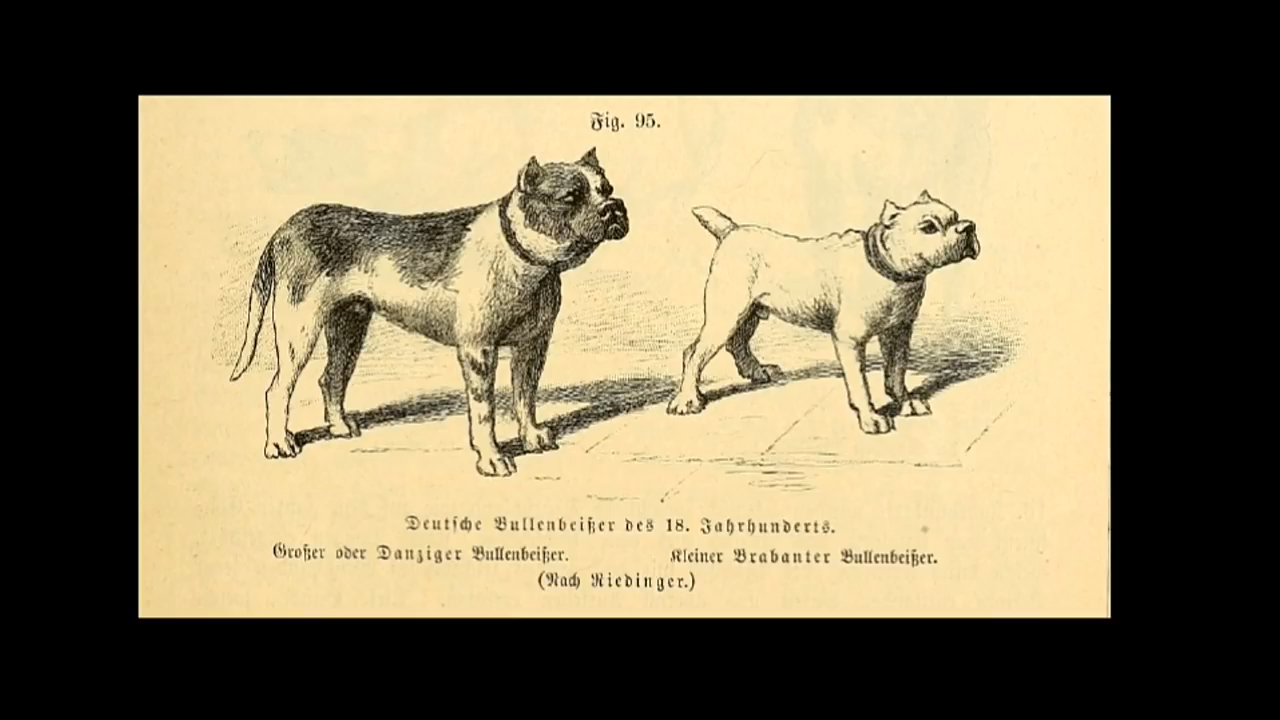 Fig. 95.
Deutsche Bullenbeißer des 18. Jahrhunderts.
Großer oder Danziger Bullenbeißer. Kleiner Brabanter Bullenbeißer.
(Nach Riedinger.)